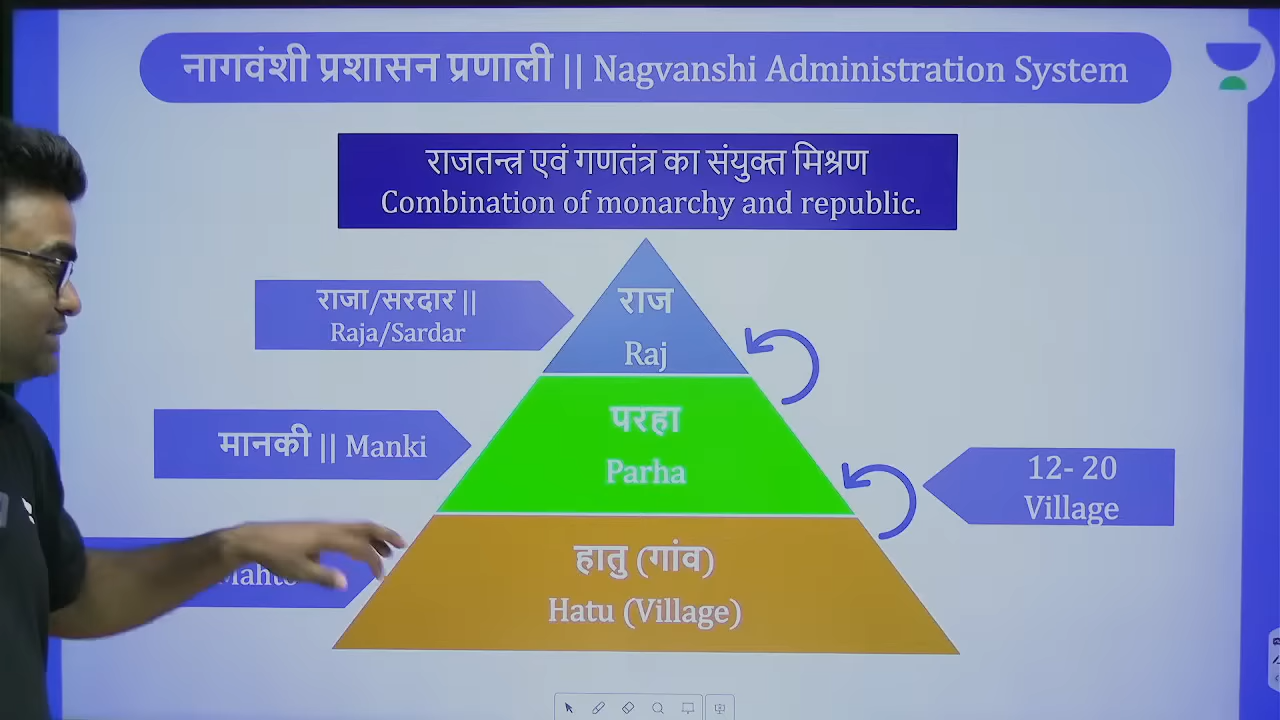 नागवंशी प्रशासन प्रणाली || Nagvanshi Administration System
राजतन्त्र एवं गणतंत्र का संयुक्त मिश्रण
Combination of monarchy and republic.
राजा/सरदार ||
Raja/Sardar
राज
Raj
मानकी || Manki
परहा
Parha
12- 20
Village
हातु (गांव)
Hatu (Village)